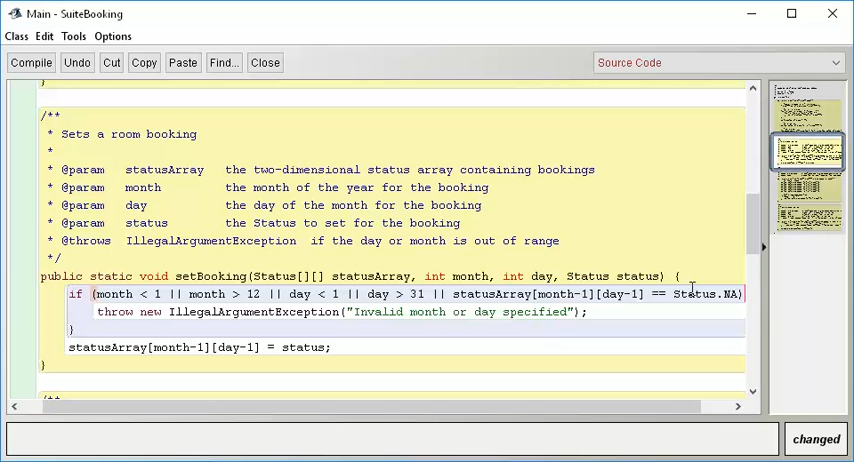 Main - SuiteBooking
Class Edit Tools Options
Compile Undo Cut Copy Paste Find... Close Source Code
}
/**
* Sets a room booking
*
* @param statusArray the two-dimensional status array containing bookings
* @param month the month of the year for the booking
* @param day the day of the month for the booking
* @param status the Status to set for the booking
* @throws IllegalArgumentException if the day or month is out of range
*/
public static void setBooking(Status[][] statusArray, int month, int day, Status status) {
if (month < 1 || month > 12 || day < 1 || day > 31 || statusArray[month-1][day-1] == Status.NA)
throw new IllegalArgumentException("Invalid month or day specified");
}
statusArray[month-1][day-1] = status;
}
/**
changed